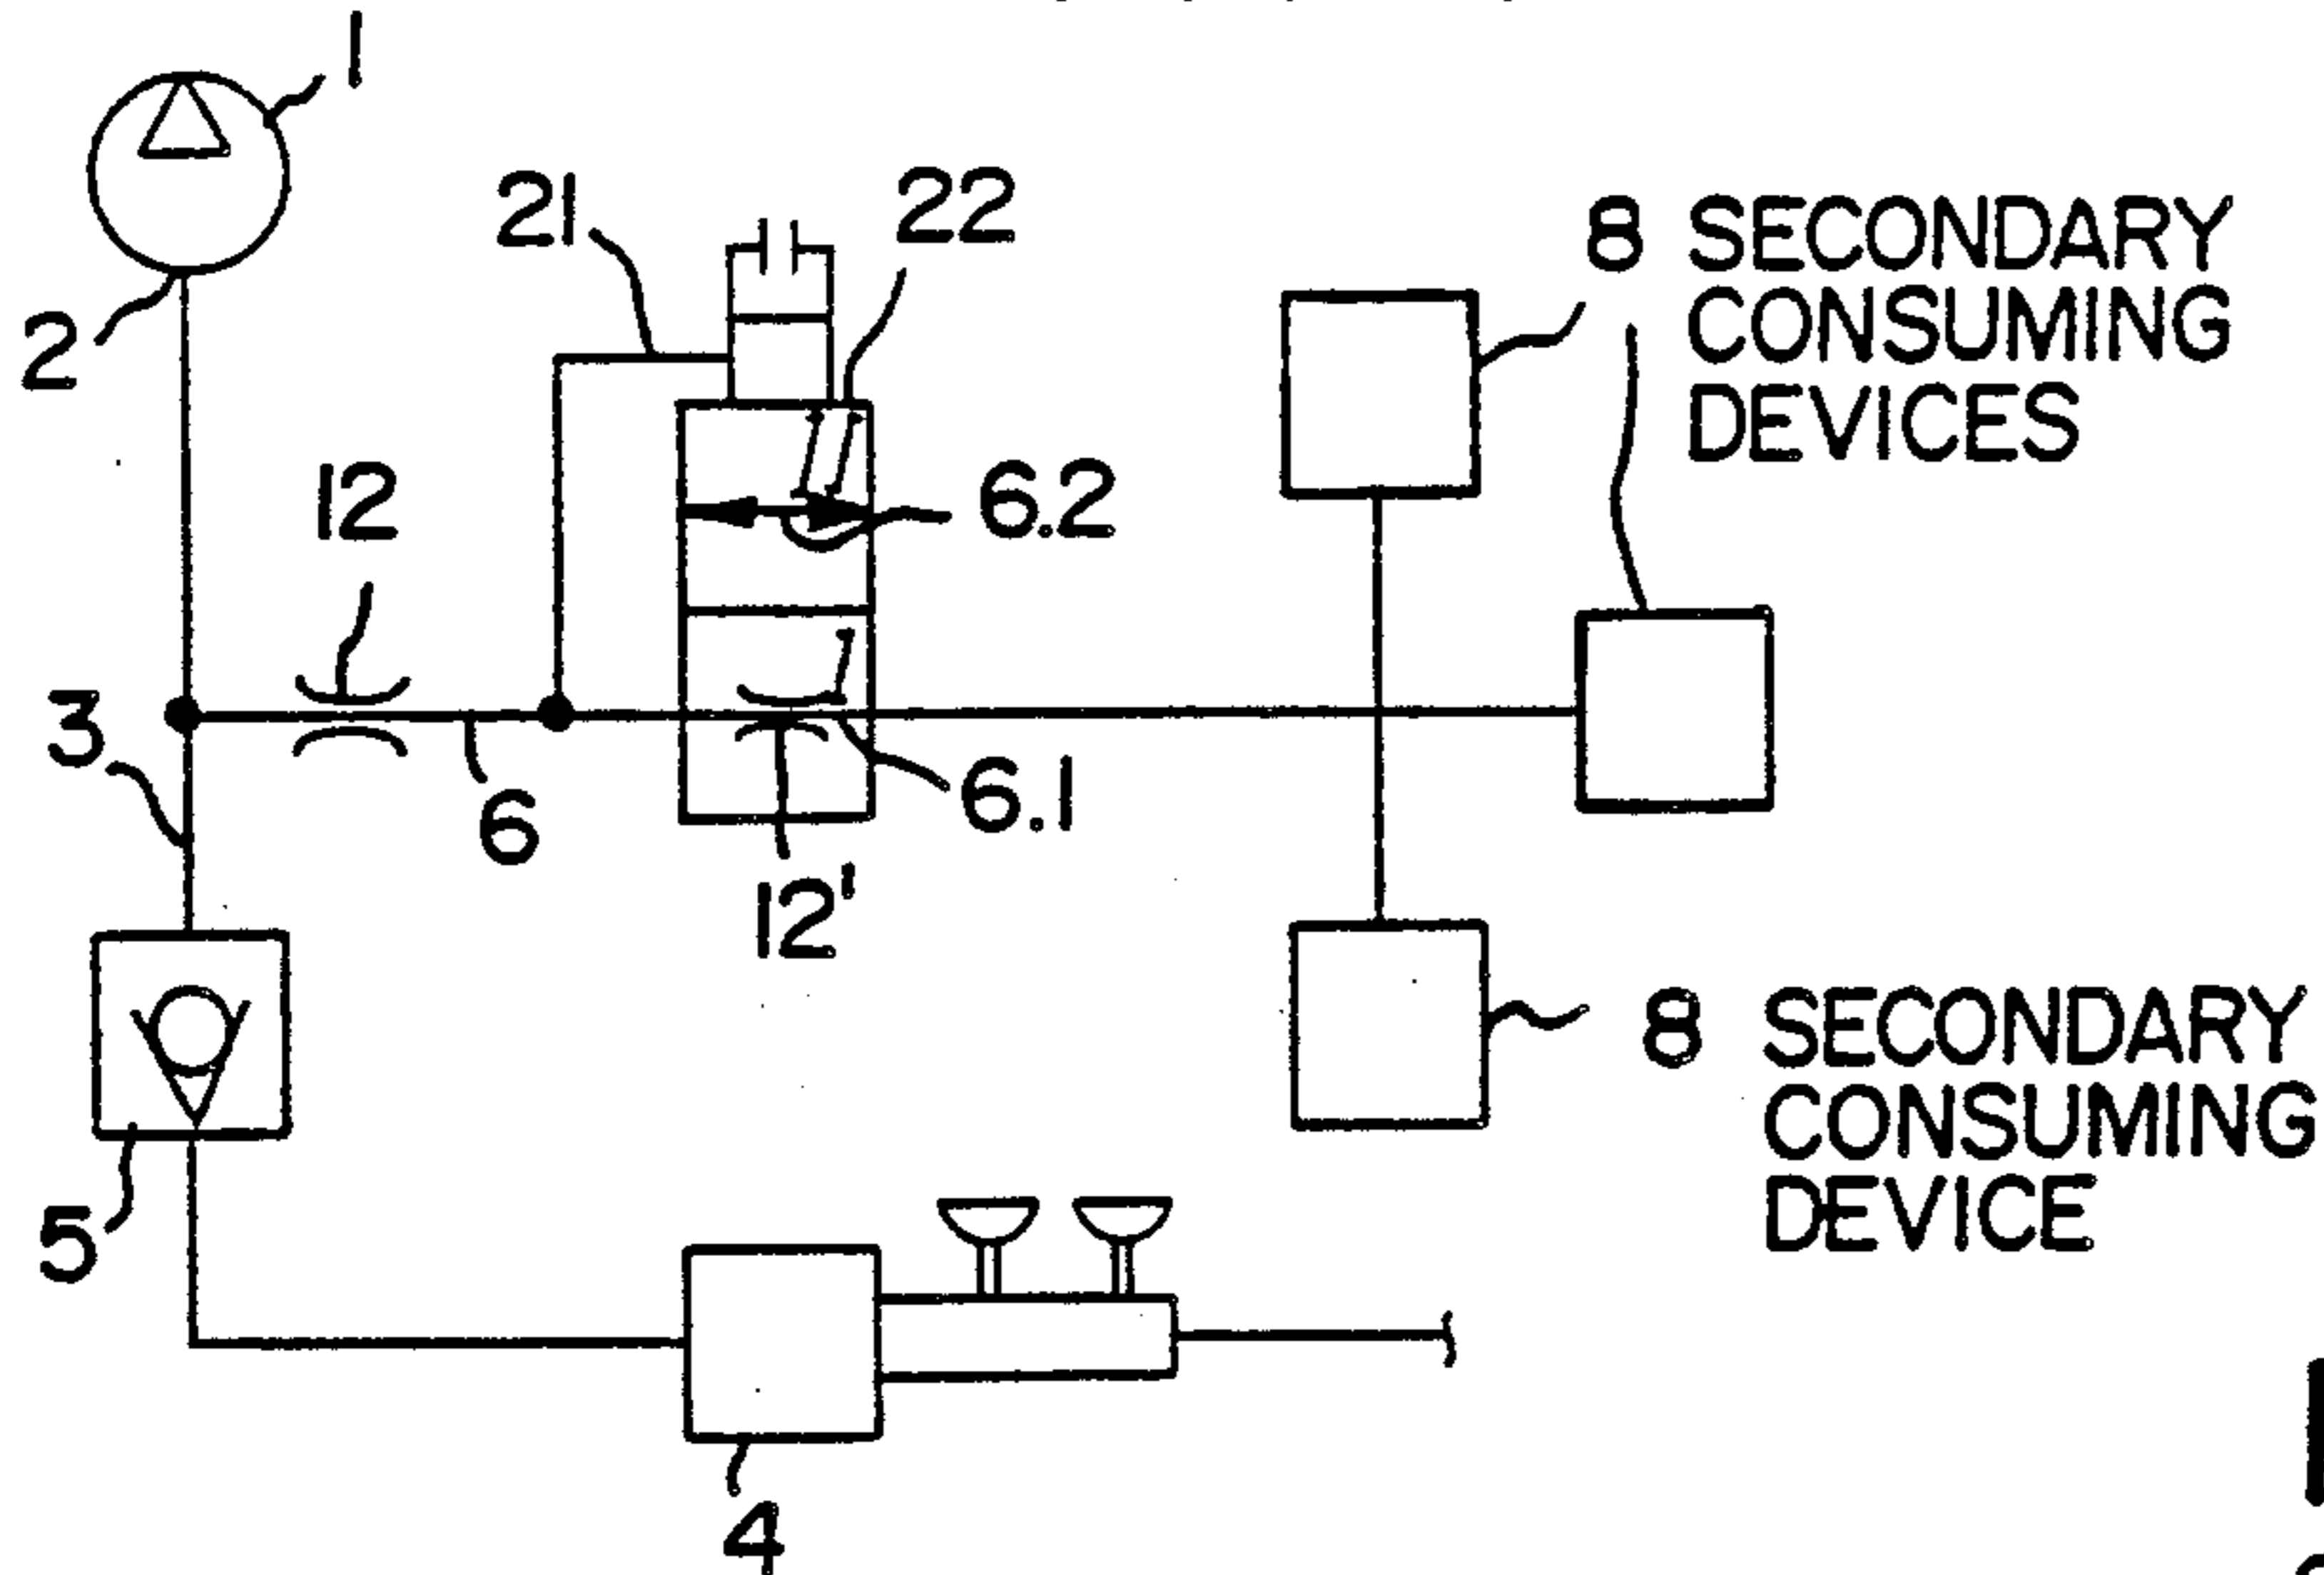 1
2
21
22
8 SECONDARY
CONSUMING
DEVICES
12
6.2
3
6
6.1
12'
8 SECONDARY
CONSUMING
DEVICE
5
4